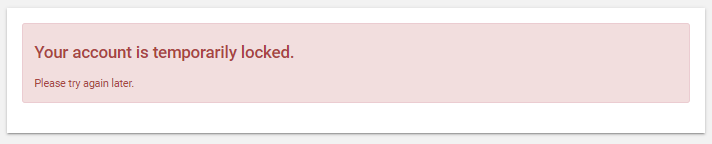 Your account is temporarily locked.
Please try again later.